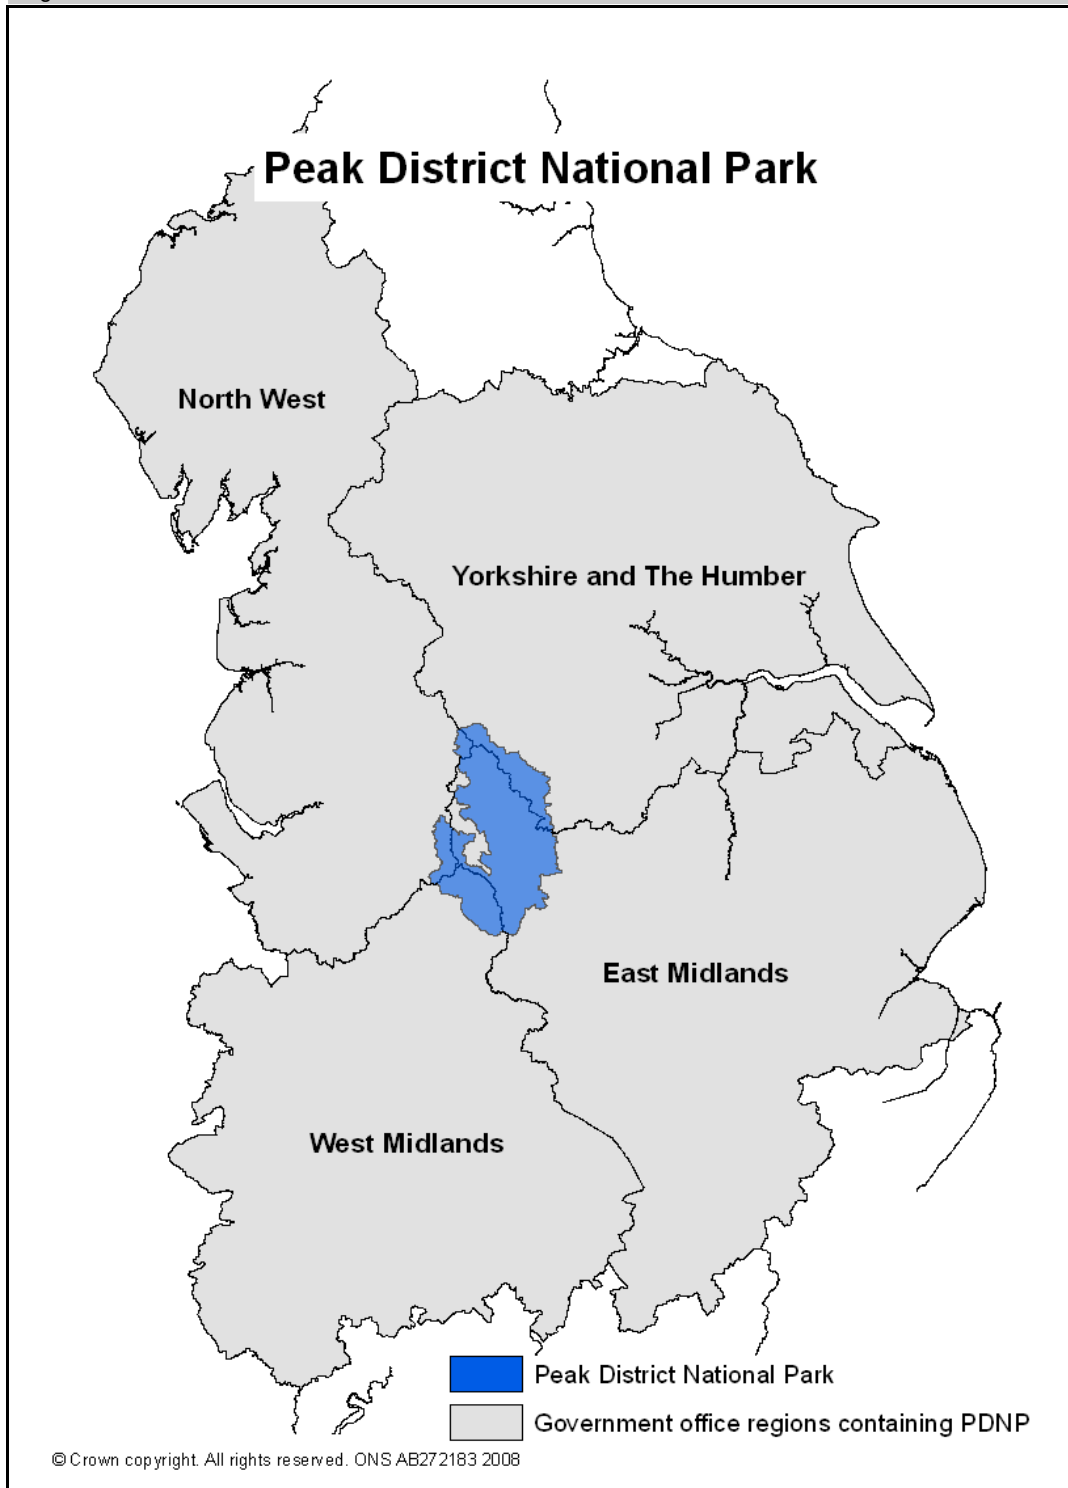 Peak District National Park
North West
Yorkshire and The Humber
East Midlands
West Midlands
Peak District National Park
Government office regions containing PDNP
© Crown copyright. All rights reserved. ONS AB272183 2008